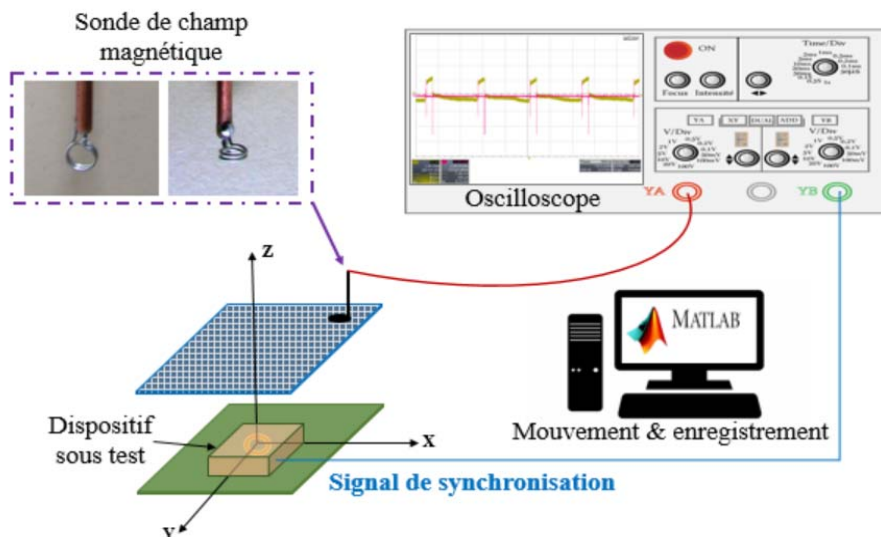 Sonde de champ
magnétique
ON
Focus
Intensité
Time/Div
YA
XY
DUAL
ADD
YB
V/Div
V/Div
YA
YB
Oscilloscope
z
MATLAB
Dispositif
sous test
x
Mouvement & enregistrement
Signal de synchronisation
y